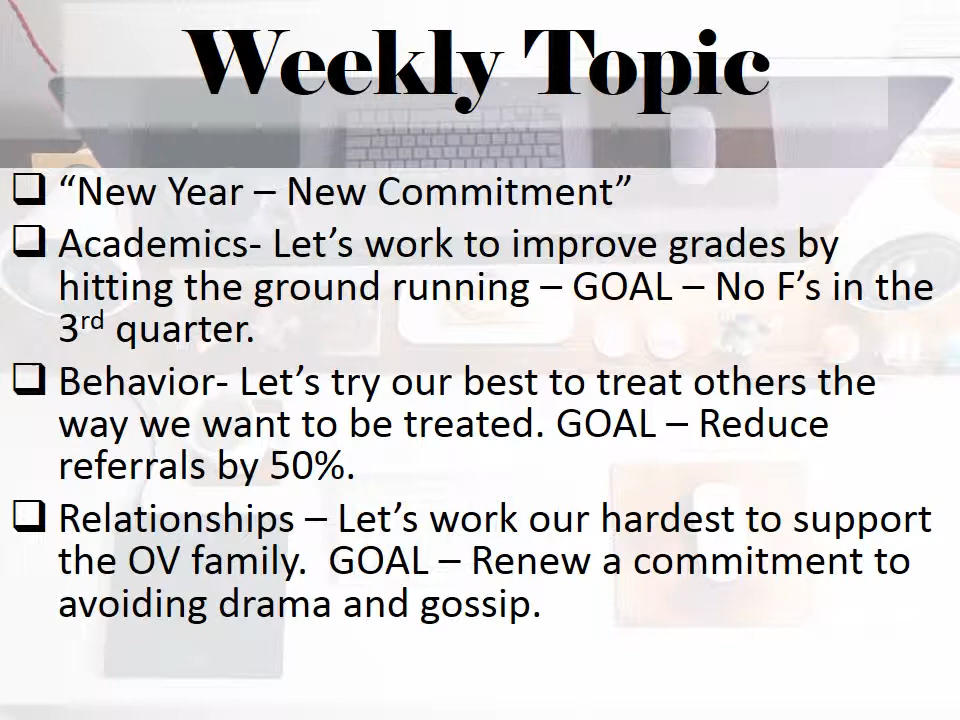 Weekly Topic
❑ “New Year – New Commitment”
❑ Academics- Let’s work to improve grades by
hitting the ground running – GOAL – No F’s in the
3rd quarter.
❑ Behavior- Let’s try our best to treat others the
way we want to be treated. GOAL – Reduce
referrals by 50%.
❑ Relationships – Let’s work our hardest to support
the OV family.  GOAL – Renew a commitment to
avoiding drama and gossip.